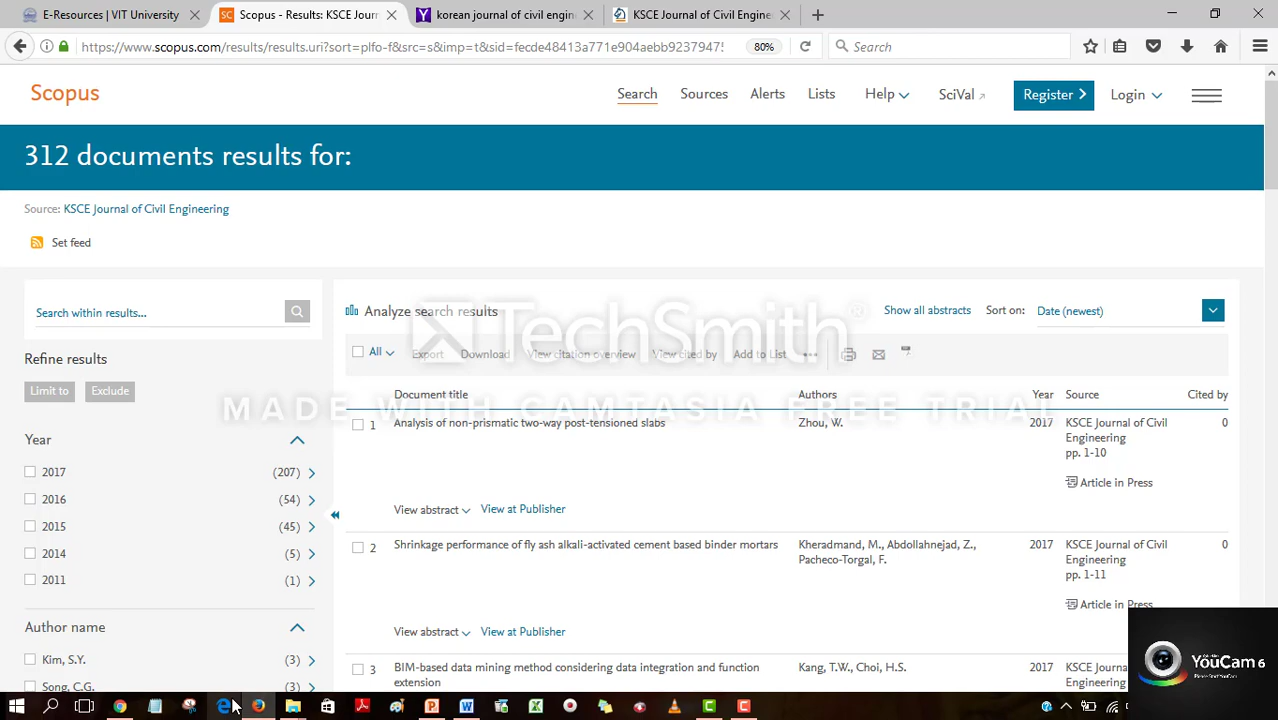 E-Resources | VIT University
Scopus - Results: KSCE Jour
korean journal of civil engin
KSCE Journal of Civil Engine
https://www.scopus.com/results/results.uri?sort=plfo-f&src=s&imp=t&sid=fecde48413a771e904aebb9237947
80%
Search
Scopus
Search
Sources
Alerts
Lists
Help
SciVal
Register
Login
312 documents results for:
Source: KSCE Journal of Civil Engineering
Set feed
Search within results...
Refine results
Limit to
Exclude
Year
2017 (207)
2016 (54)
2015 (45)
2014 (5)
2011 (1)
Author name
Kim, S.Y. (3)
Song, C.G. (3)
Analyze search results
Show all abstracts
Sort on:
Date (newest)
All
Export
Download
View citation overview
View cited by
Add to List
Document title
Authors
Year
Source
Cited by
1
Analysis of non-prismatic two-way post-tensioned slabs
Zhou, W.
2017
KSCE Journal of Civil
Engineering
pp. 1-10
0
Article in Press
View abstract
View at Publisher
2
Shrinkage performance of fly ash alkali-activated cement based binder mortars
Kheradmand, M., Abdollahnejad, Z.,
Pacheco-Torgal, F.
2017
KSCE Journal of Civil
Engineering
pp. 1-11
0
Article in Press
View abstract
View at Publisher
3
BIM-based data mining method considering data integration and function
extension
Kang, T.W., Choi, H.S.
2017
KSCE Journ
Engineering
TechSmith
MADE WITH CAMTASIA FREE TRIAL
YouCam 6